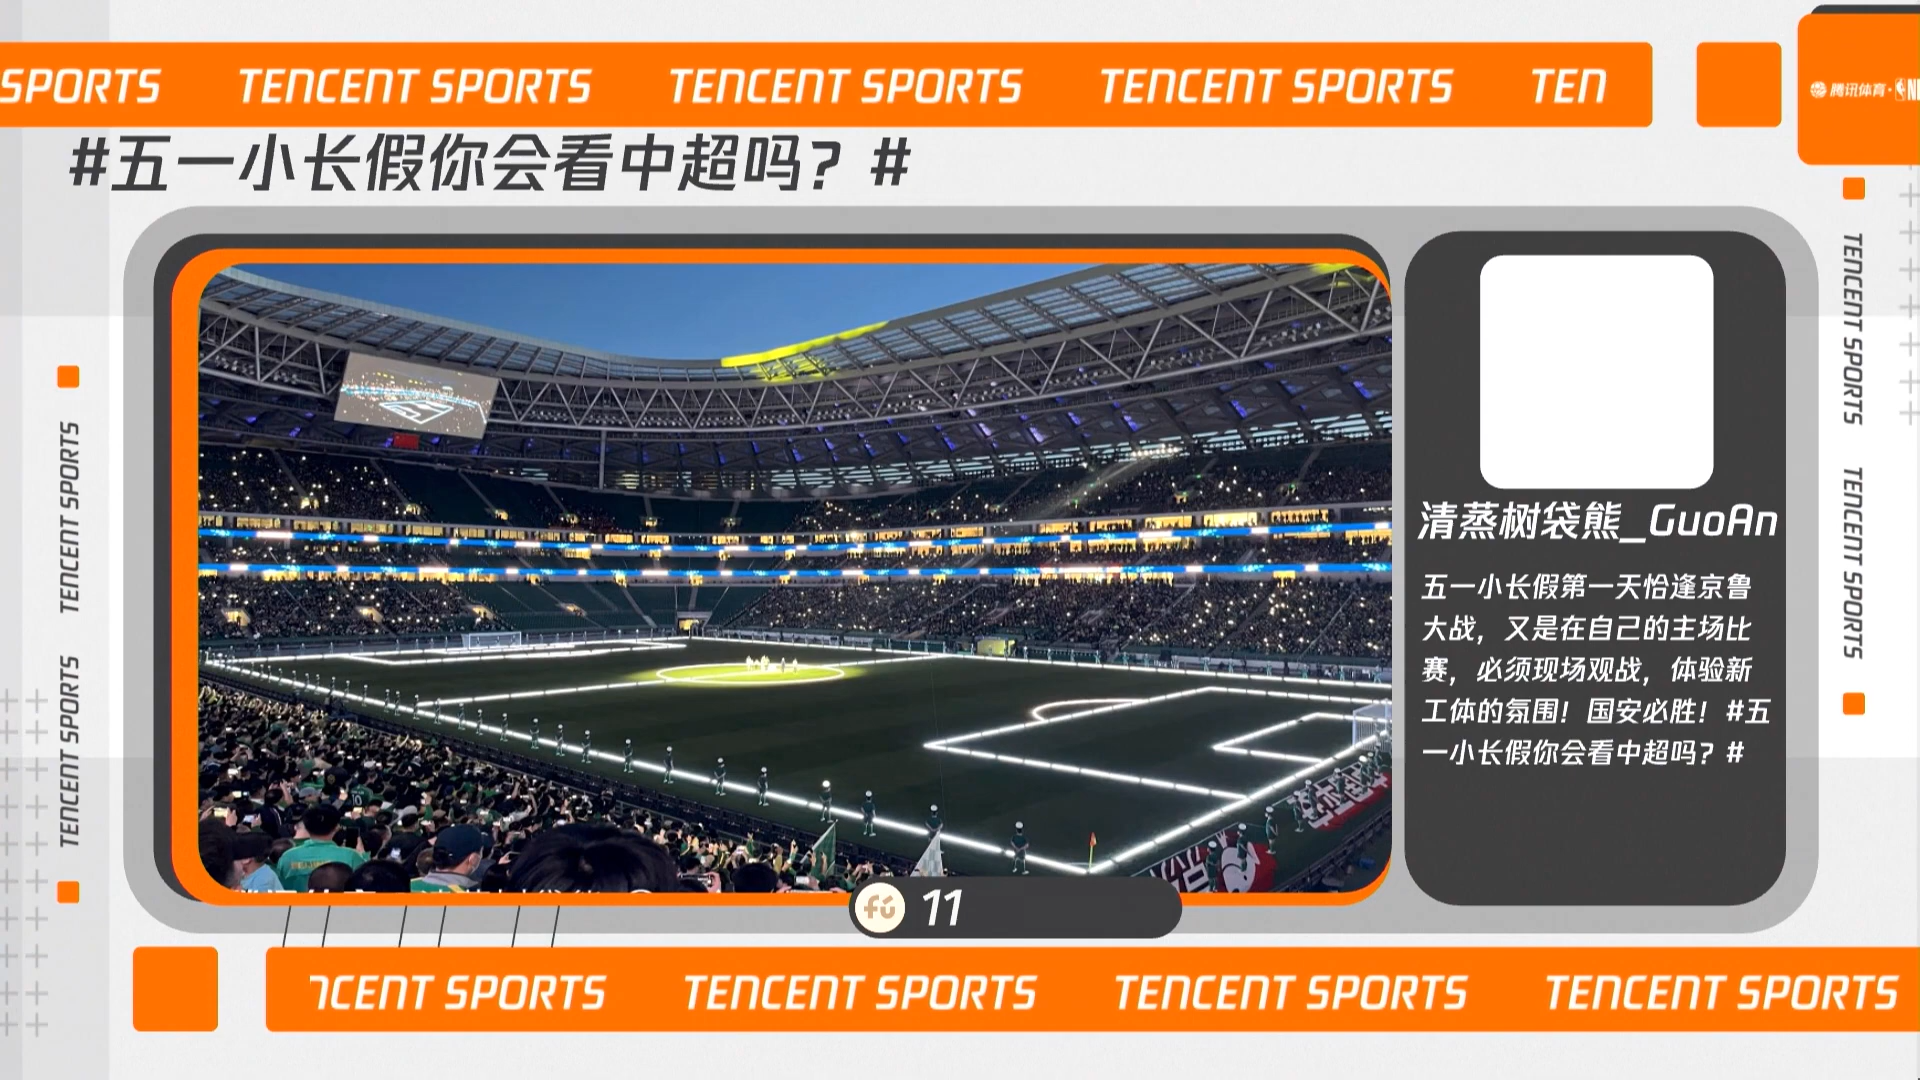 SPORTS TENCENT SPORTS TENCENT SPORTS TENCENT SPORTS TEN
腾讯体育
#五一小长假你会看中超吗？#
TENCENT SPORTS
TENCENT SPORTS
TENCENT SPORTS
TENCENT SPORTS
清蒸树袋熊_GuoAn
五一小长假第一天恰逢京鲁
大战，又是在自己的主场比
赛，必须现场观战，体验新
工体的氛围！国安必胜！#五
一小长假你会看中超吗？#
11
CENT SPORTS TENCENT SPORTS TENCENT SPORTS TENCENT SPORTS